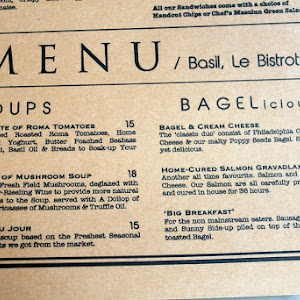 All our Sandwiches come with a choice of
Handcut Chips or Chef's Mesclun Green Sala
MENU / Basil, Le Bistrot
OUPS
TE OF ROMA TOMATOES 15
Roasted Roma Tomatoes, Home
Yoghurt, Butter Poached Seabass
Basil Oil & Breads to Soak-up Your
OF MUSHROOM SOUP 18
Fresh Field Mushrooms, deglazed with
-Riesling Wine to provide more natural
s to the Soup, served with A Dollop of
ricassee of Mushrooms & Truffle Oil.
U JOUR 15
soup based on the Freshest Seasonal
s we got from the market.
BAGELicio
BAGEL & CREAM CHEESE
The 'classic duo' consist of Philadelphia C
Cheese & our malty Poppy Seeds Bagel. S
yet delicious.
HOME-CURED SALMON GRAVADLAX
Another all time favourite, Salmon and
Cheese. Our Salmon are all carefully pr
and cured in house for 36 hours.
'BIG BREAKFAST'
For the non mainstream eaters. Sausag
and Sunny Side-up piled on top of the
toasted Bagel.